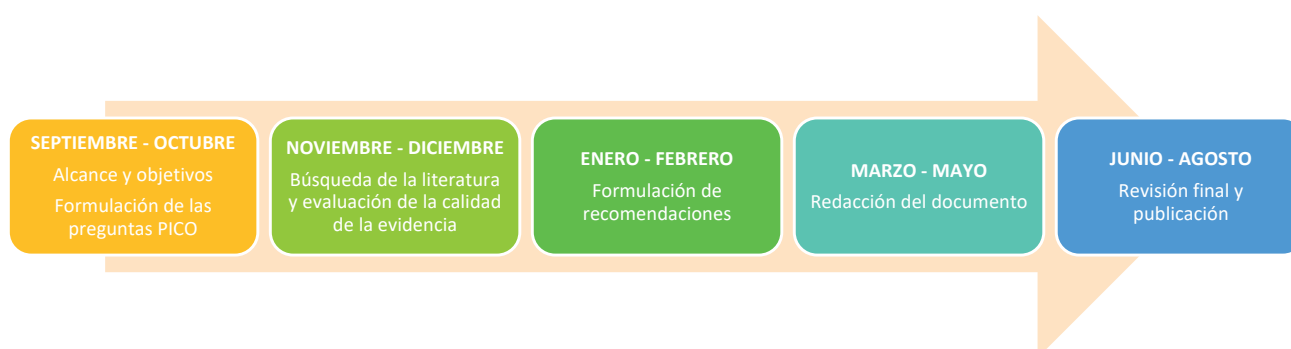 SEPTIEMBRE - OCTUBRE
Alcance y objetivos
Formulación de las
preguntas PICO
NOVIEMBRE - DICIEMBRE
Búsqueda de la literatura
y evaluación de la calidad
de la evidencia
ENERO - FEBRERO
Formulación de
recomendaciones
MARZO - MAYO
Redacción del documento
JUNIO - AGOSTO
Revisión final y
publicación